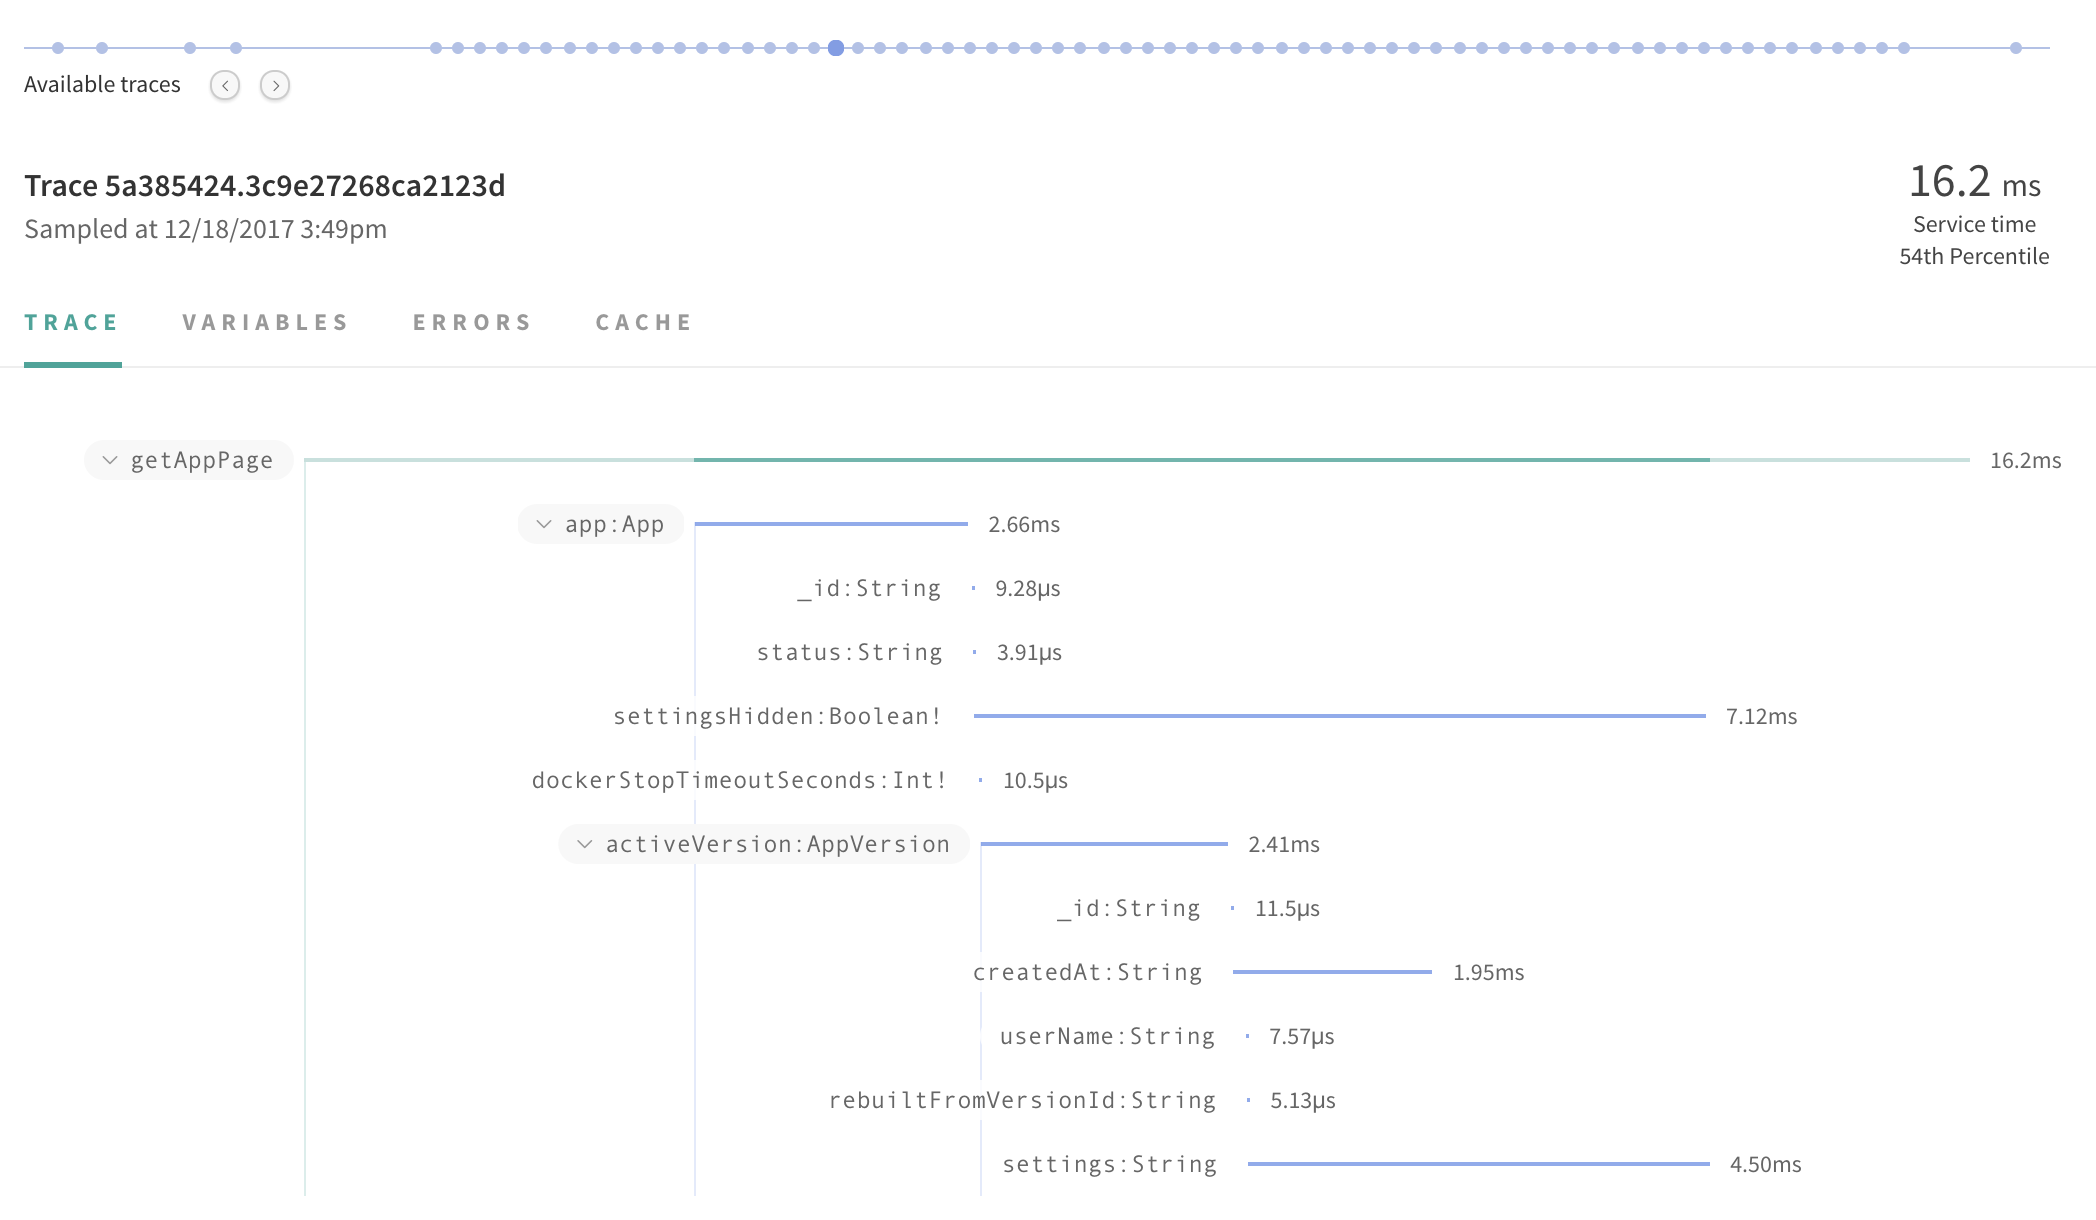 Available traces
Trace 5a385424.3c9e27268ca2123d
Sampled at 12/18/2017 3:49pm
16.2 ms
Service time
54th Percentile
TRACE VARIABLES ERRORS CACHE
getAppPage 16.2ms
app:App 2.66ms
_id:String 9.28µs
status:String 3.91µs
settingsHidden:Boolean! 7.12ms
dockerStopTimeoutSeconds:Int! 10.5µs
activeVersion:AppVersion 2.41ms
_id:String 11.5µs
createdAt:String 1.95ms
userName:String 7.57µs
rebuiltFromVersionId:String 5.13µs
settings:String 4.50ms